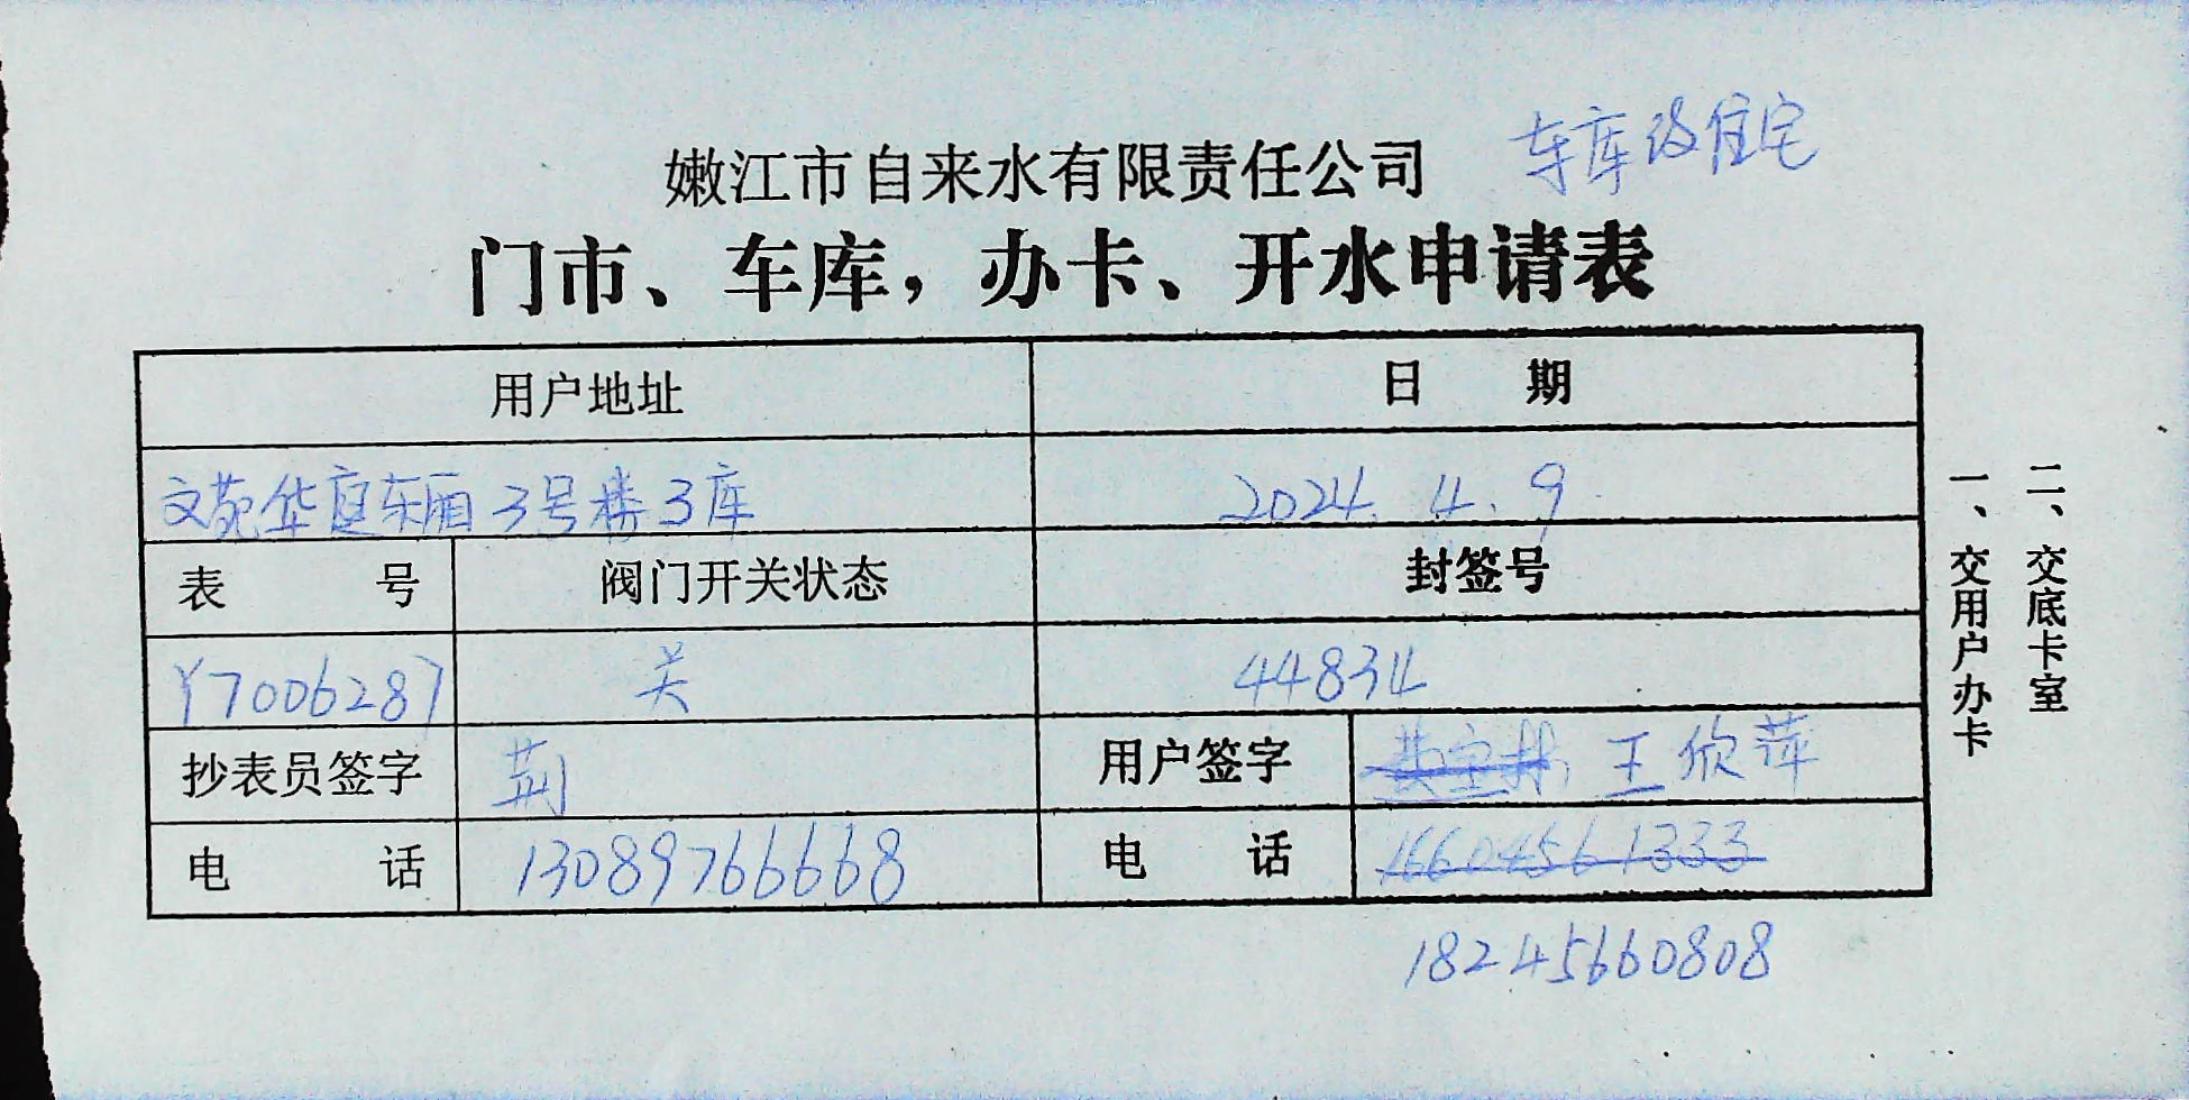 车库改住宅
嫩江市自来水有限责任公司
门市、车库，办卡、开水申请表
用户地址 日期
文苑华庭东厢3号楼3库 2024.4.9
表号 阀门开关状态 封签号
Y7006287 关 44834
抄表员签字 荊 用户签字 王欣萍
电话 13089766668 电话 16604561333
18245660808
一、交用户办卡
二、交底卡室